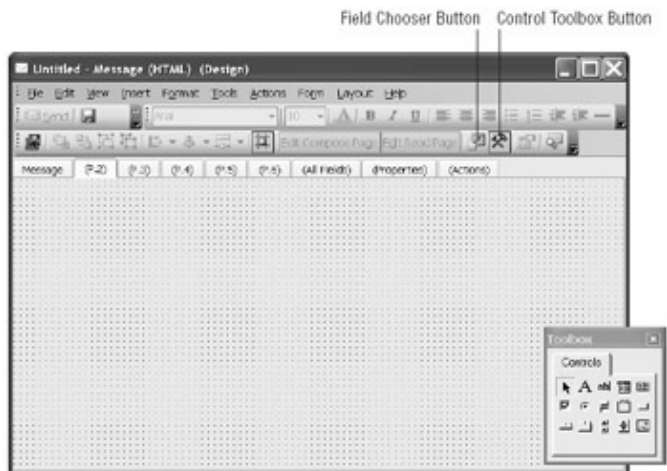 Field Chooser Button Control Toolbox Button
Untitled - Message (HTML) (Design)
File Edit View Insert Format Tools Actions Form Layout Help
Send Arial 10 A B I U
Edit Compose Page Edit Read Page
Message (P.2) (P.3) (P.4) (P.5) (P.6) (All Fields) (Properties) (Actions)
Toolbox
Controls
A ab|